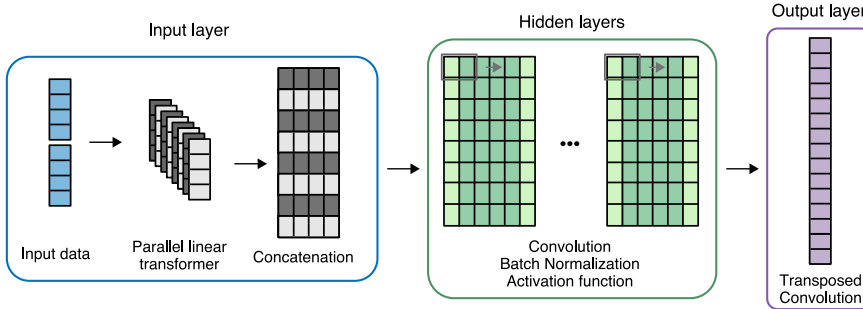 Input layer
Hidden layers
Output layer
Input data
Parallel linear
transformer
Concatenation
Convolution
Batch Normalization
Activation function
Transposed
Convolution